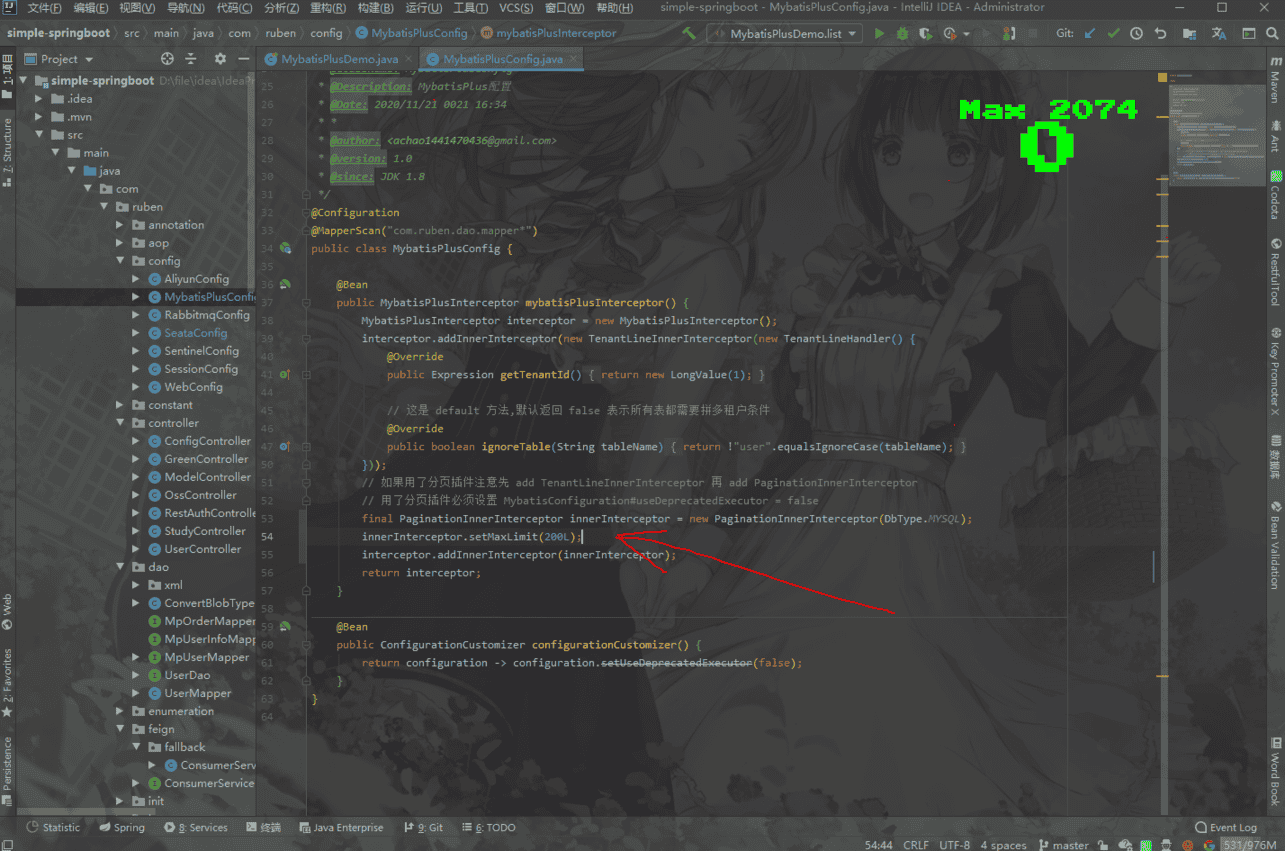 文件(F) 编辑(E) 视图(V) 导航(N) 代码(C) 分析(Z) 重构(R) 构建(B) 运行(U) 工具(T) VCS(S) 窗口(W) 帮助(H) simple-springboot - MybatisPlusConfig.java - IntelliJ IDEA - Administrator
simple-springboot src main java com ruben config MybatisPlusConfig mybatisPlusInterceptor MybatisPlusDemo.list Git:
Project
MybatisPlusDemo.java MybatisPlusConfig.java
1: 项目
7: Structure
Web
2: Favorites
Persistence
simple-springboot
.idea
.mvn
src
main
java
com
ruben
annotation
aop
config
AliyunConfig
MybatisPlusConfig
RabbitmqConfig
SeataConfig
SentinelConfig
SessionConfig
WebConfig
constant
controller
ConfigController
GreenController
ModelController
OssController
RestAuthControlle
StudyController
UserController
dao
xml
ConvertBlobType
MpOrderMapper
MpUserInfoMapp
MpUserMapper
UserDao
UserMapper
enumeration
feign
fallback
ConsumerServ
ConsumerService
init
25 * @Description: MybatisPlus配置
26 * @Date: 2020/11/21 0021 16:34
27 * *
28 * @author: <achao1441470436@gmail.com>
29 * @version: 1.0
30 * @since: JDK 1.8
31 */
32 @Configuration
33 @MapperScan("com.ruben.dao.mapper*")
34 public class MybatisPlusConfig {
35
36 @Bean
37 public MybatisPlusInterceptor mybatisPlusInterceptor() {
38 MybatisPlusInterceptor interceptor = new MybatisPlusInterceptor();
39 interceptor.addInnerInterceptor(new TenantLineInnerInterceptor(new TenantLineHandler() {
40 @Override
41 public Expression getTenantId() { return new LongValue(1); }
44
45 // 这是 default 方法,默认返回 false 表示所有表都需要拼多租户条件
46 @Override
47 public boolean ignoreTable(String tableName) { return !"user".equalsIgnoreCase(tableName); }
50 }));
51 // 如果用了分页插件注意先 add TenantLineInnerInterceptor 再 add PaginationInnerInterceptor
52 // 用了分页插件必须设置 MybatisConfiguration#useDeprecatedExecutor = false
53 final PaginationInnerInterceptor innerInterceptor = new PaginationInnerInterceptor(DbType.MYSQL);
54 innerInterceptor.setMaxLimit(200L);
55 interceptor.addInnerInterceptor(innerInterceptor);
56 return interceptor;
57 }
58
59 @Bean
60 public ConfigurationCustomizer configurationCustomizer() {
61 return configuration -> configuration.setUseDeprecatedExecutor(false);
62 }
63 }
64
Max 2074
0
Maven
Ant
Codota
RestfulTool
Key Promoter X
数据库
Bean Validation
Word Book
Statistic Spring 8: Services 终端 Java Enterprise 9: Git 6: TODO Event Log
54:44 CRLF UTF-8 4 spaces master 531/976M